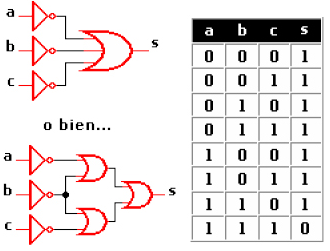 a
b
c
s
o bien...
a
b
c
s
a b c s
0 0 0 1
0 0 1 1
0 1 0 1
0 1 1 1
1 0 0 1
1 0 1 1
1 1 0 1
1 1 1 0